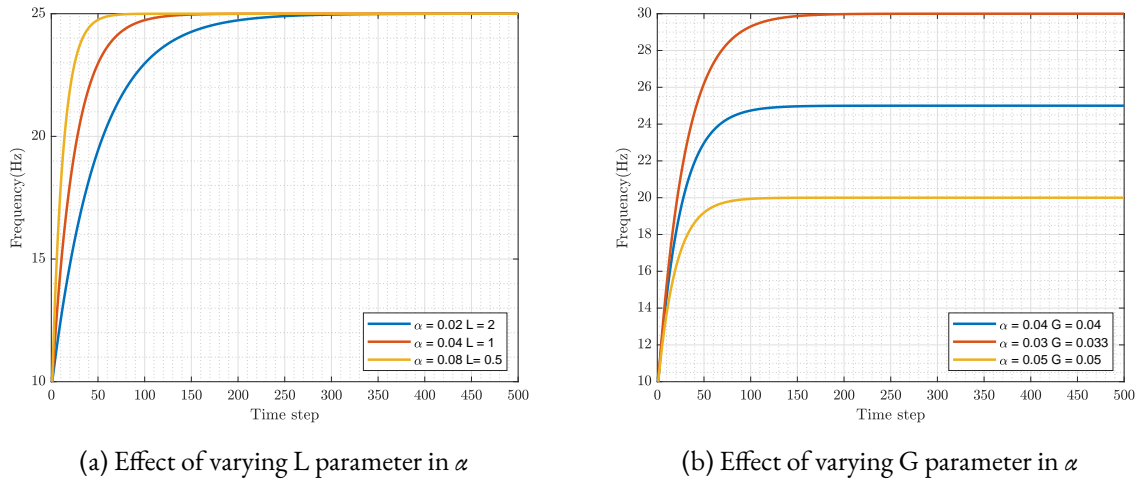 25
20
15
10
Frequency(Hz)
0 50 100 150 200 250 300 350 400 450 500
Time step
α = 0.02 L = 2
α = 0.04 L = 1
α = 0.08 L= 0.5
(a) Effect of varying L parameter in α
30
28
26
24
22
20
18
16
14
12
10
Frequency(Hz)
0 50 100 150 200 250 300 350 400 450 500
Time step
α = 0.04 G = 0.04
α = 0.03 G = 0.033
α = 0.05 G = 0.05
(b) Effect of varying G parameter in α